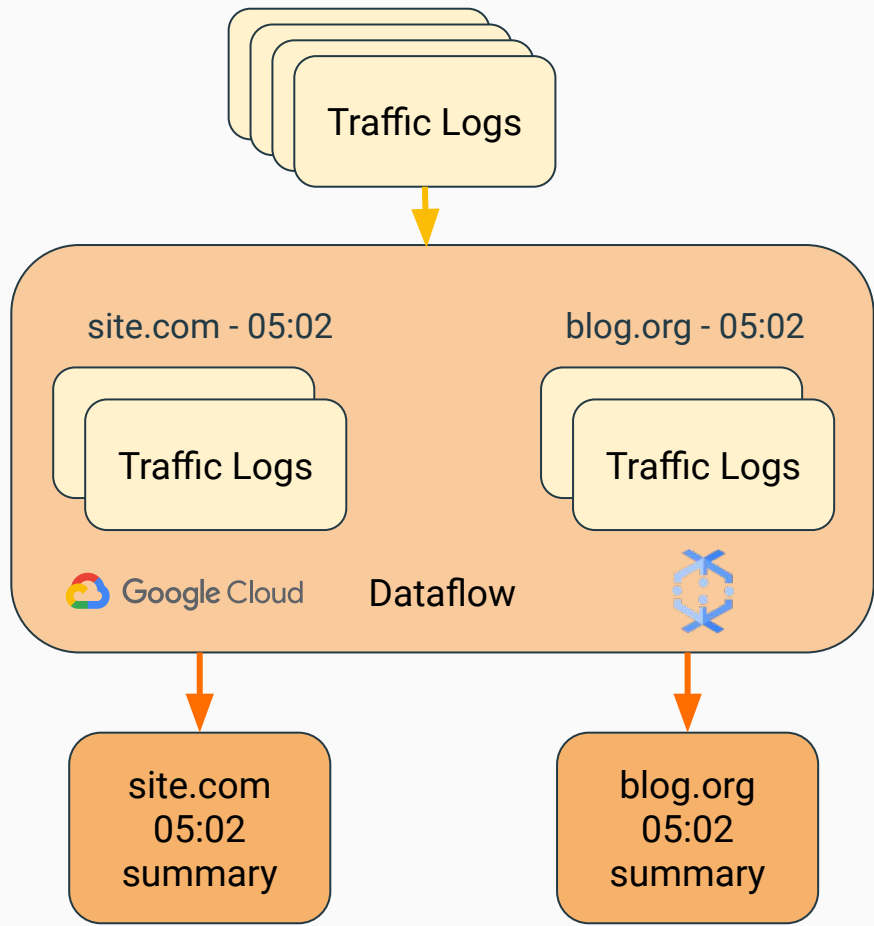 Traffic Logs
site.com - 05:02
blog.org - 05:02
Traffic Logs
Traffic Logs
Google Cloud
Dataflow
site.com
05:02
summary
blog.org
05:02
summary